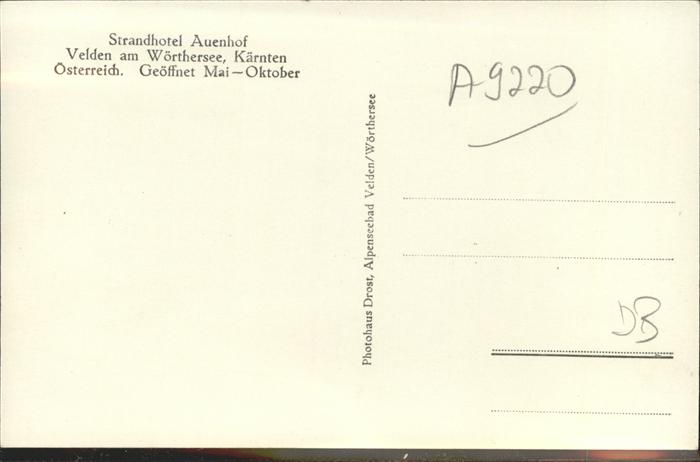 Strandhotel Auenhof
Velden am Wörthersee, Kärnten
Österreich. Geöffnet Mai—Oktober
Photohaus Drost, Alpenseebad Velden/Wörthersee
A9220
DB